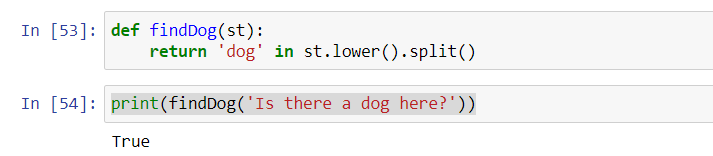 In [53]: def findDog(st):
return 'dog' in st.lower().split()
In [54]: print(findDog('Is there a dog here?'))
True